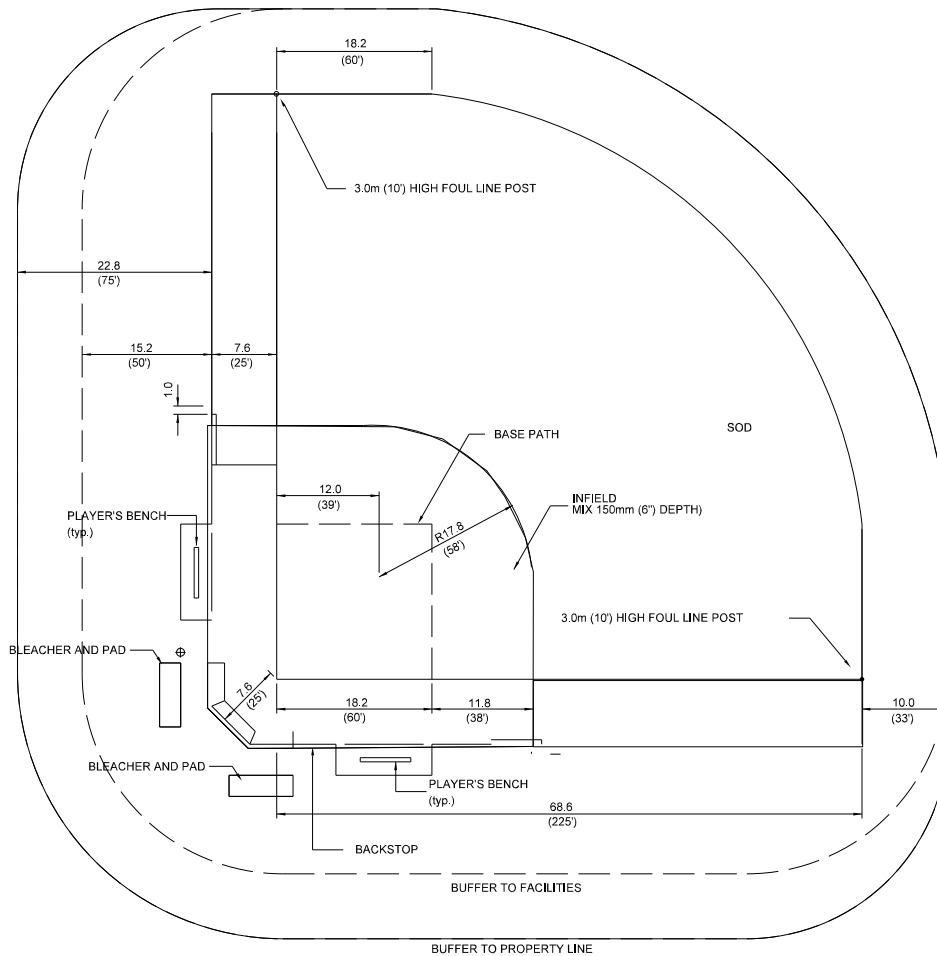 18.2
(60')
3.0m (10') HIGH FOUL LINE POST
22.8
(75')
15.2
(50')
7.6
(25')
1.0
SOD
BASE PATH
12.0
(39')
INFIELD
MIX 150mm (6") DEPTH)
PLAYER'S BENCH
(typ.)
R17.8
(58')
3.0m (10') HIGH FOUL LINE POST
BLEACHER AND PAD
7.6
(25')
18.2
(60')
11.8
(38')
10.0
(33')
BLEACHER AND PAD
PLAYER'S BENCH
(typ.)
68.6
(225')
BACKSTOP
BUFFER TO FACILITIES
BUFFER TO PROPERTY LINE